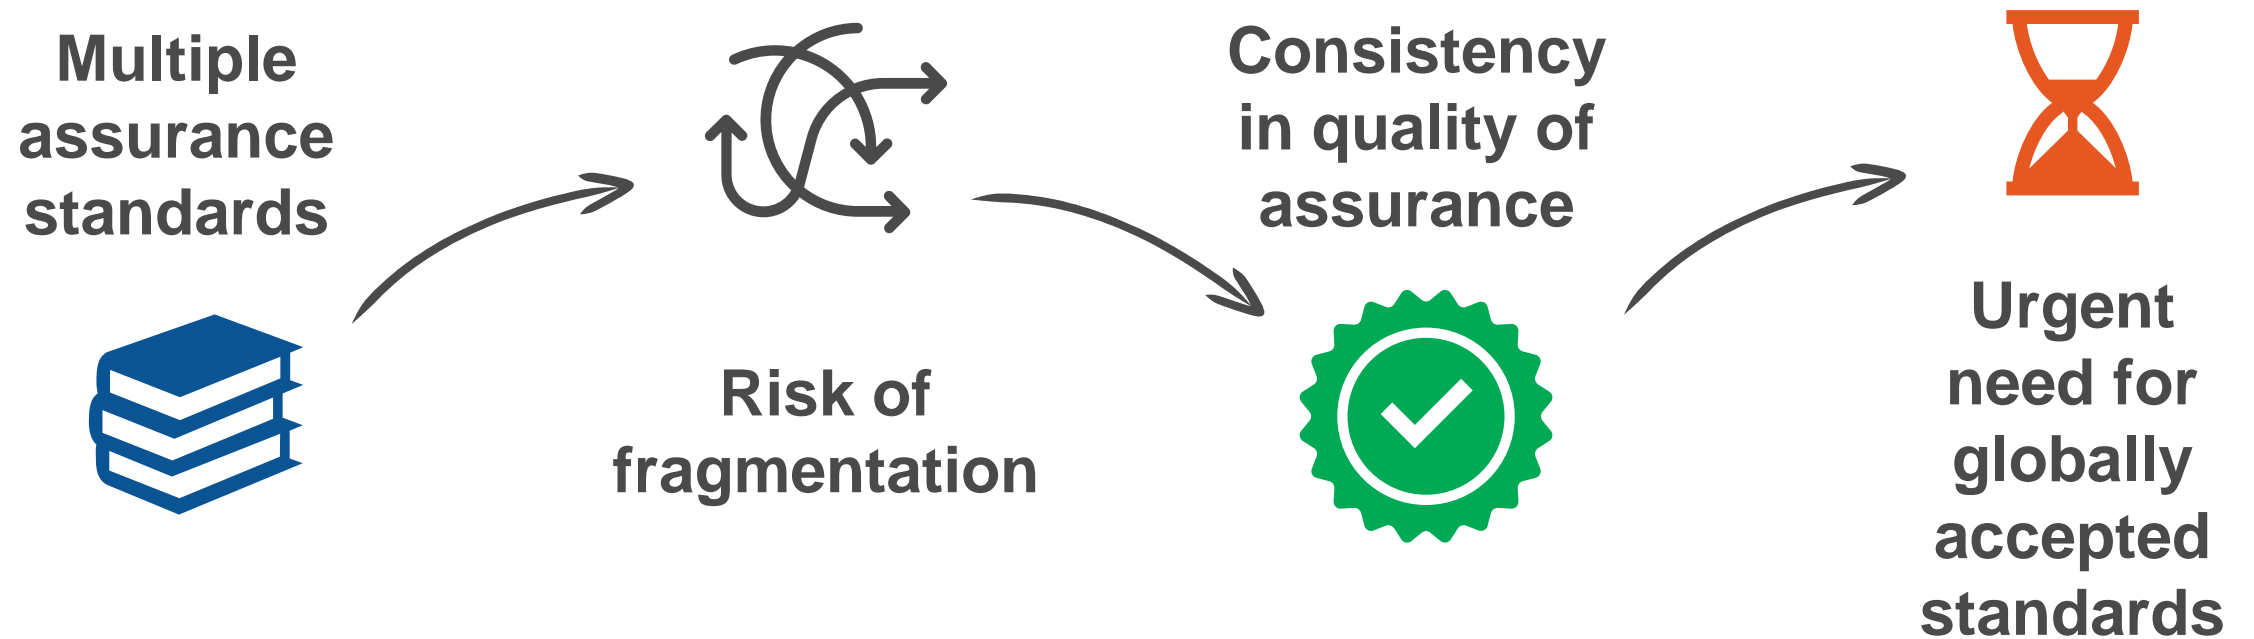 Multiple
assurance
standards
Risk of
fragmentation
Consistency
in quality of
assurance
Urgent
need for
globally
accepted
standards